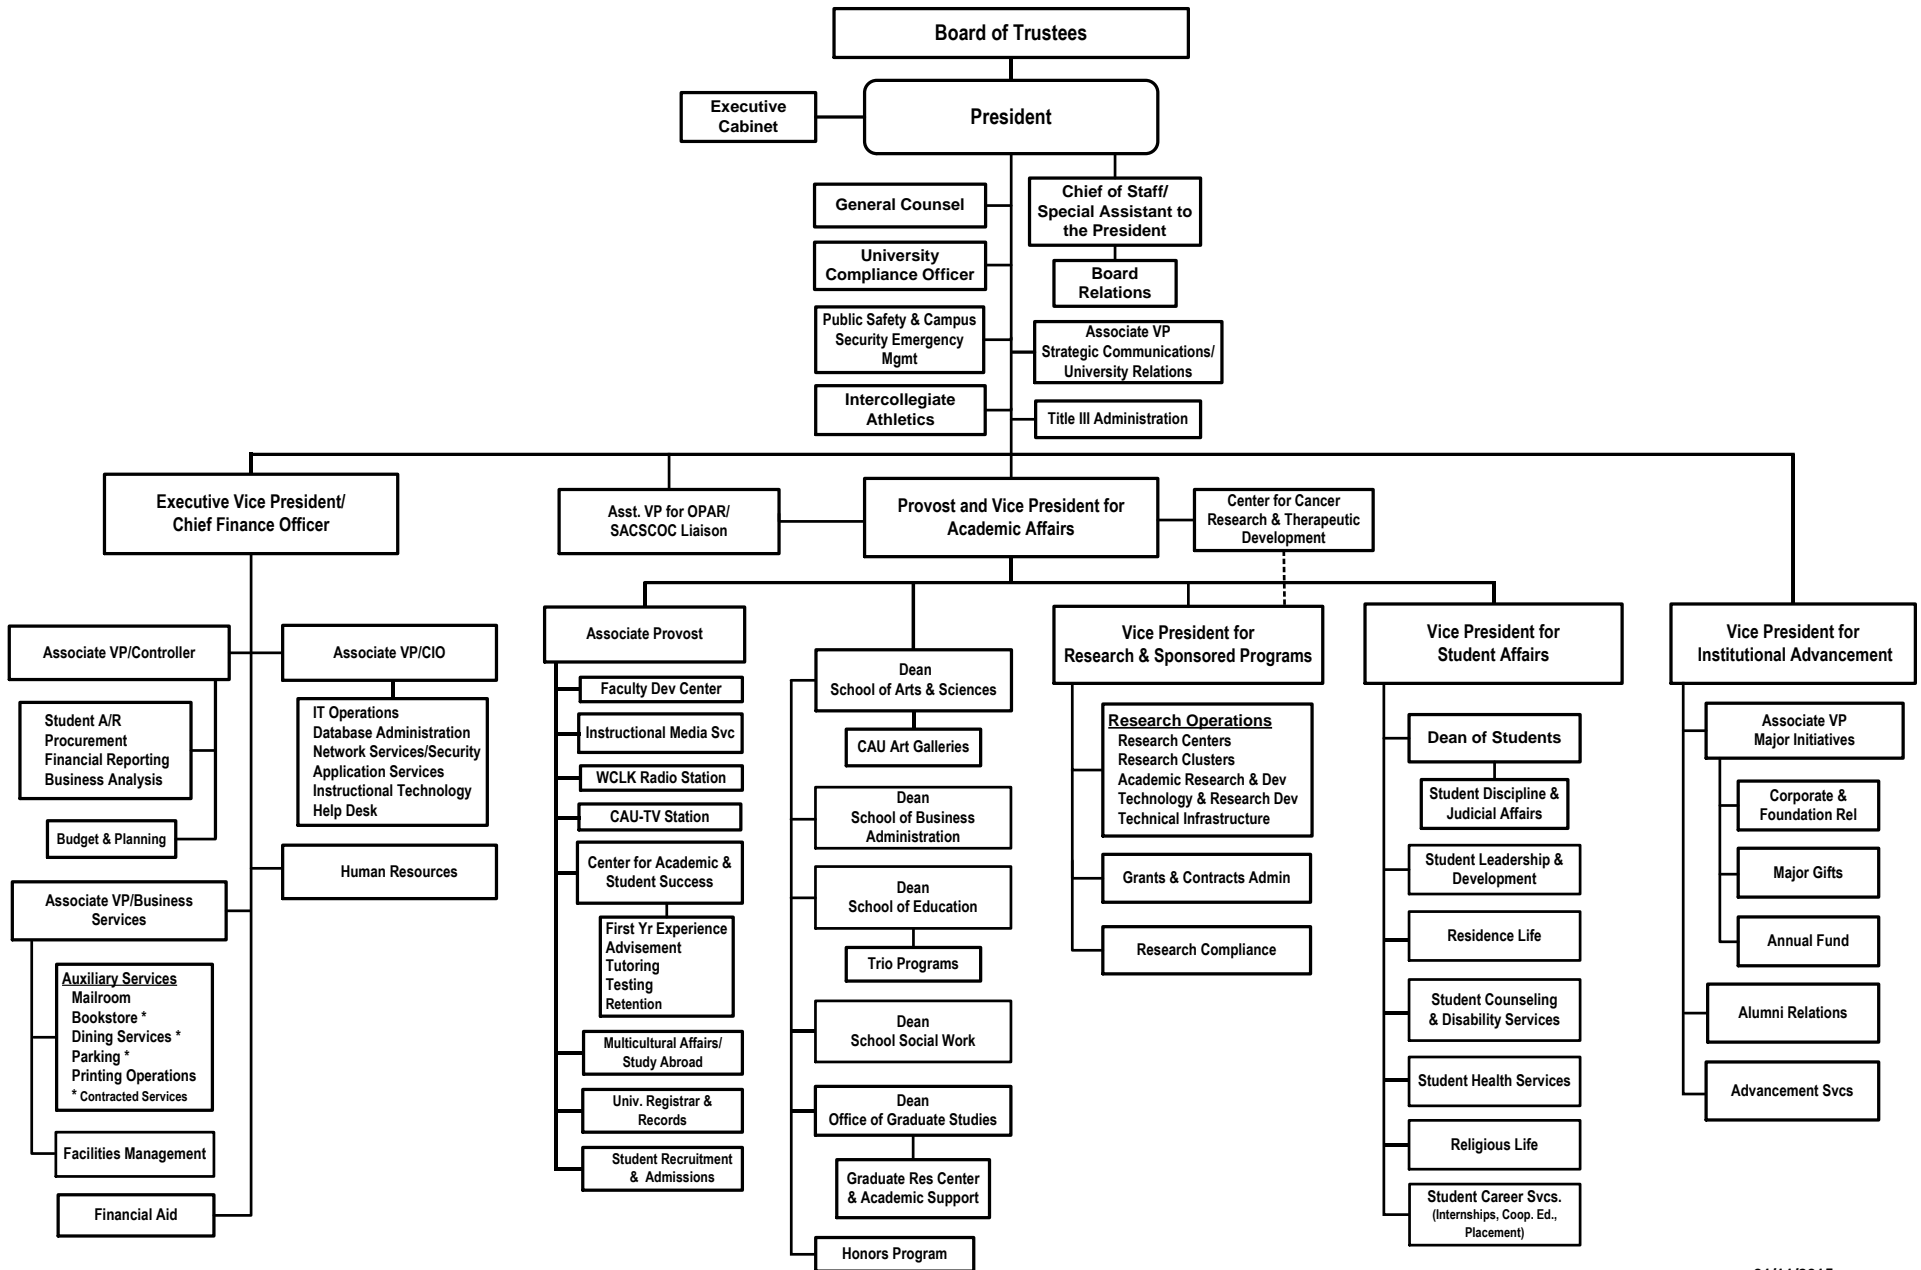 Board of Trustees
Executive
Cabinet
President
General Counsel
Chief of Staff/
Special Assistant to
the President
University
Compliance Officer
Board
Relations
Public Safety & Campus
Security Emergency
Mgmt
Associate VP
Strategic Communications/
University Relations
Intercollegiate
Athletics
Title III Administration
Executive Vice President/
Chief Finance Officer
Asst. VP for OPAR/
SACSCOC Liaison
Provost and Vice President for
Academic Affairs
Center for Cancer
Research & Therapeutic
Development
Associate VP/Controller
Student A/R
Procurement
Financial Reporting
Business Analysis
Budget & Planning
Associate VP/CIO
IT Operations
Database Administration
Network Services/Security
Application Services
Instructional Technology
Help Desk
Human Resources
Associate VP/Business
Services
Auxiliary Services
Mailroom
Bookstore *
Dining Services *
Parking *
Printing Operations
* Contracted Services
Facilities Management
Financial Aid
Associate Provost
Faculty Dev Center
Instructional Media Svc
WCLK Radio Station
CAU-TV Station
Center for Academic &
Student Success
First Yr Experience
Advisement
Tutoring
Testing
Retention
Multicultural Affairs/
Study Abroad
Univ. Registrar &
Records
Student Recruitment
& Admissions
Dean
School of Arts & Sciences
CAU Art Galleries
Dean
School of Business
Administration
Dean
School of Education
Trio Programs
Dean
School Social Work
Dean
Office of Graduate Studies
Graduate Res Center
& Academic Support
Honors Program
Vice President for
Research & Sponsored Programs
Research Operations
Research Centers
Research Clusters
Academic Research & Dev
Technology & Research Dev
Technical Infrastructure
Grants & Contracts Admin
Research Compliance
Vice President for
Student Affairs
Dean of Students
Student Discipline &
Judicial Affairs
Student Leadership &
Development
Residence Life
Student Counseling
& Disability Services
Student Health Services
Religious Life
Student Career Svcs.
(Internships, Coop. Ed.,
Placement)
Vice President for
Institutional Advancement
Associate VP
Major Initiatives
Corporate &
Foundation Rel
Major Gifts
Annual Fund
Alumni Relations
Advancement Svcs